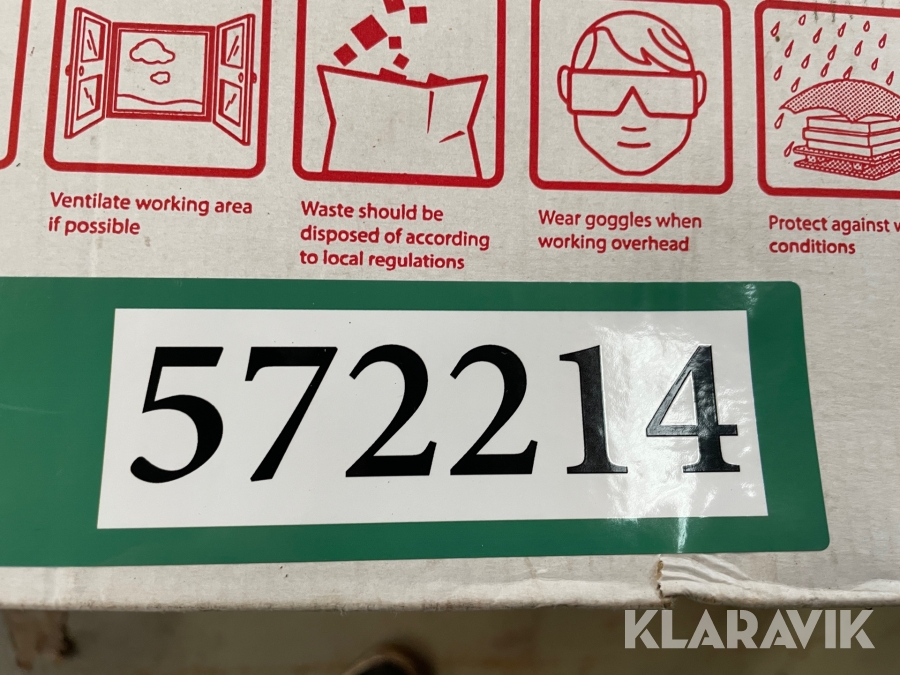 Ventilate working area
if possible
Waste should be
disposed of according
to local regulations
Wear goggles when
working overhead
Protect against
conditions
572214
KLARAVIK